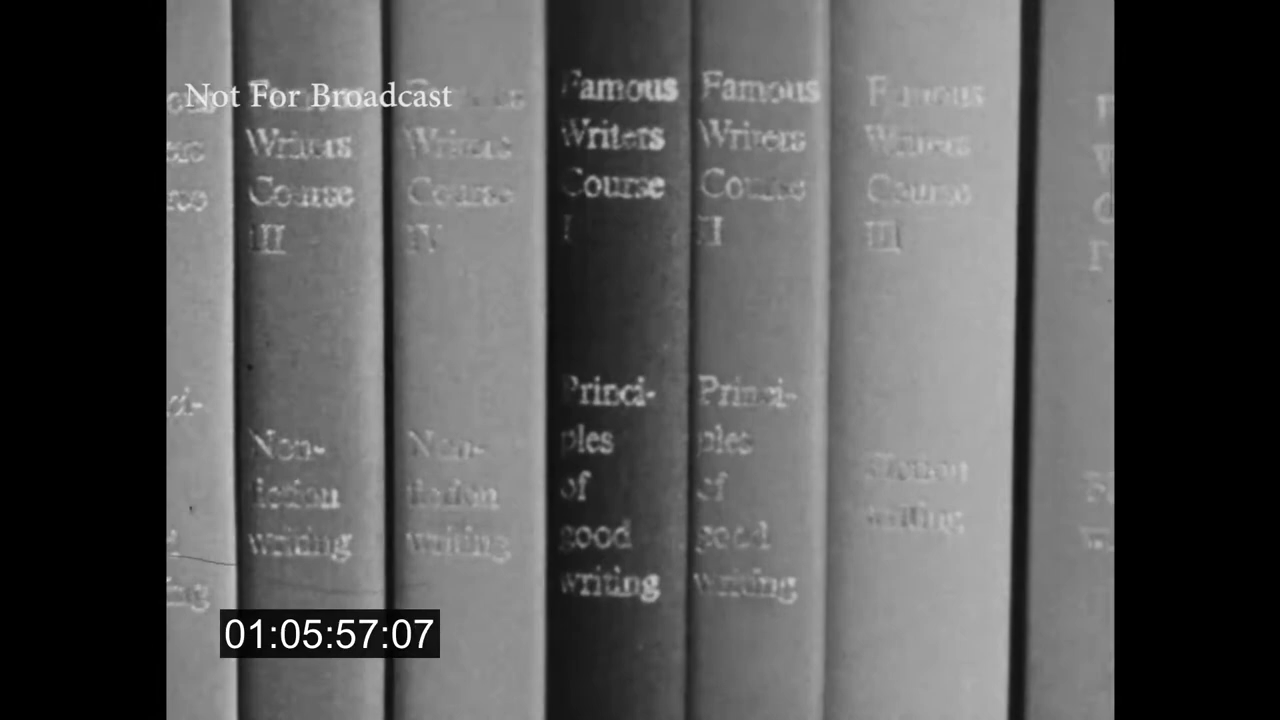 Not For Broadcast
Writers
Course
III
Non-
fiction
writing
Writers
Course
IV
Non-
fiction
writing
Famous
Writers
Course
I
Princi-
ples
of
good
writing
Famous
Writers
Course
II
Princi-
ples
of
good
writing
Famous
Writers
Course
III
Fiction
writing
01:05:57:07